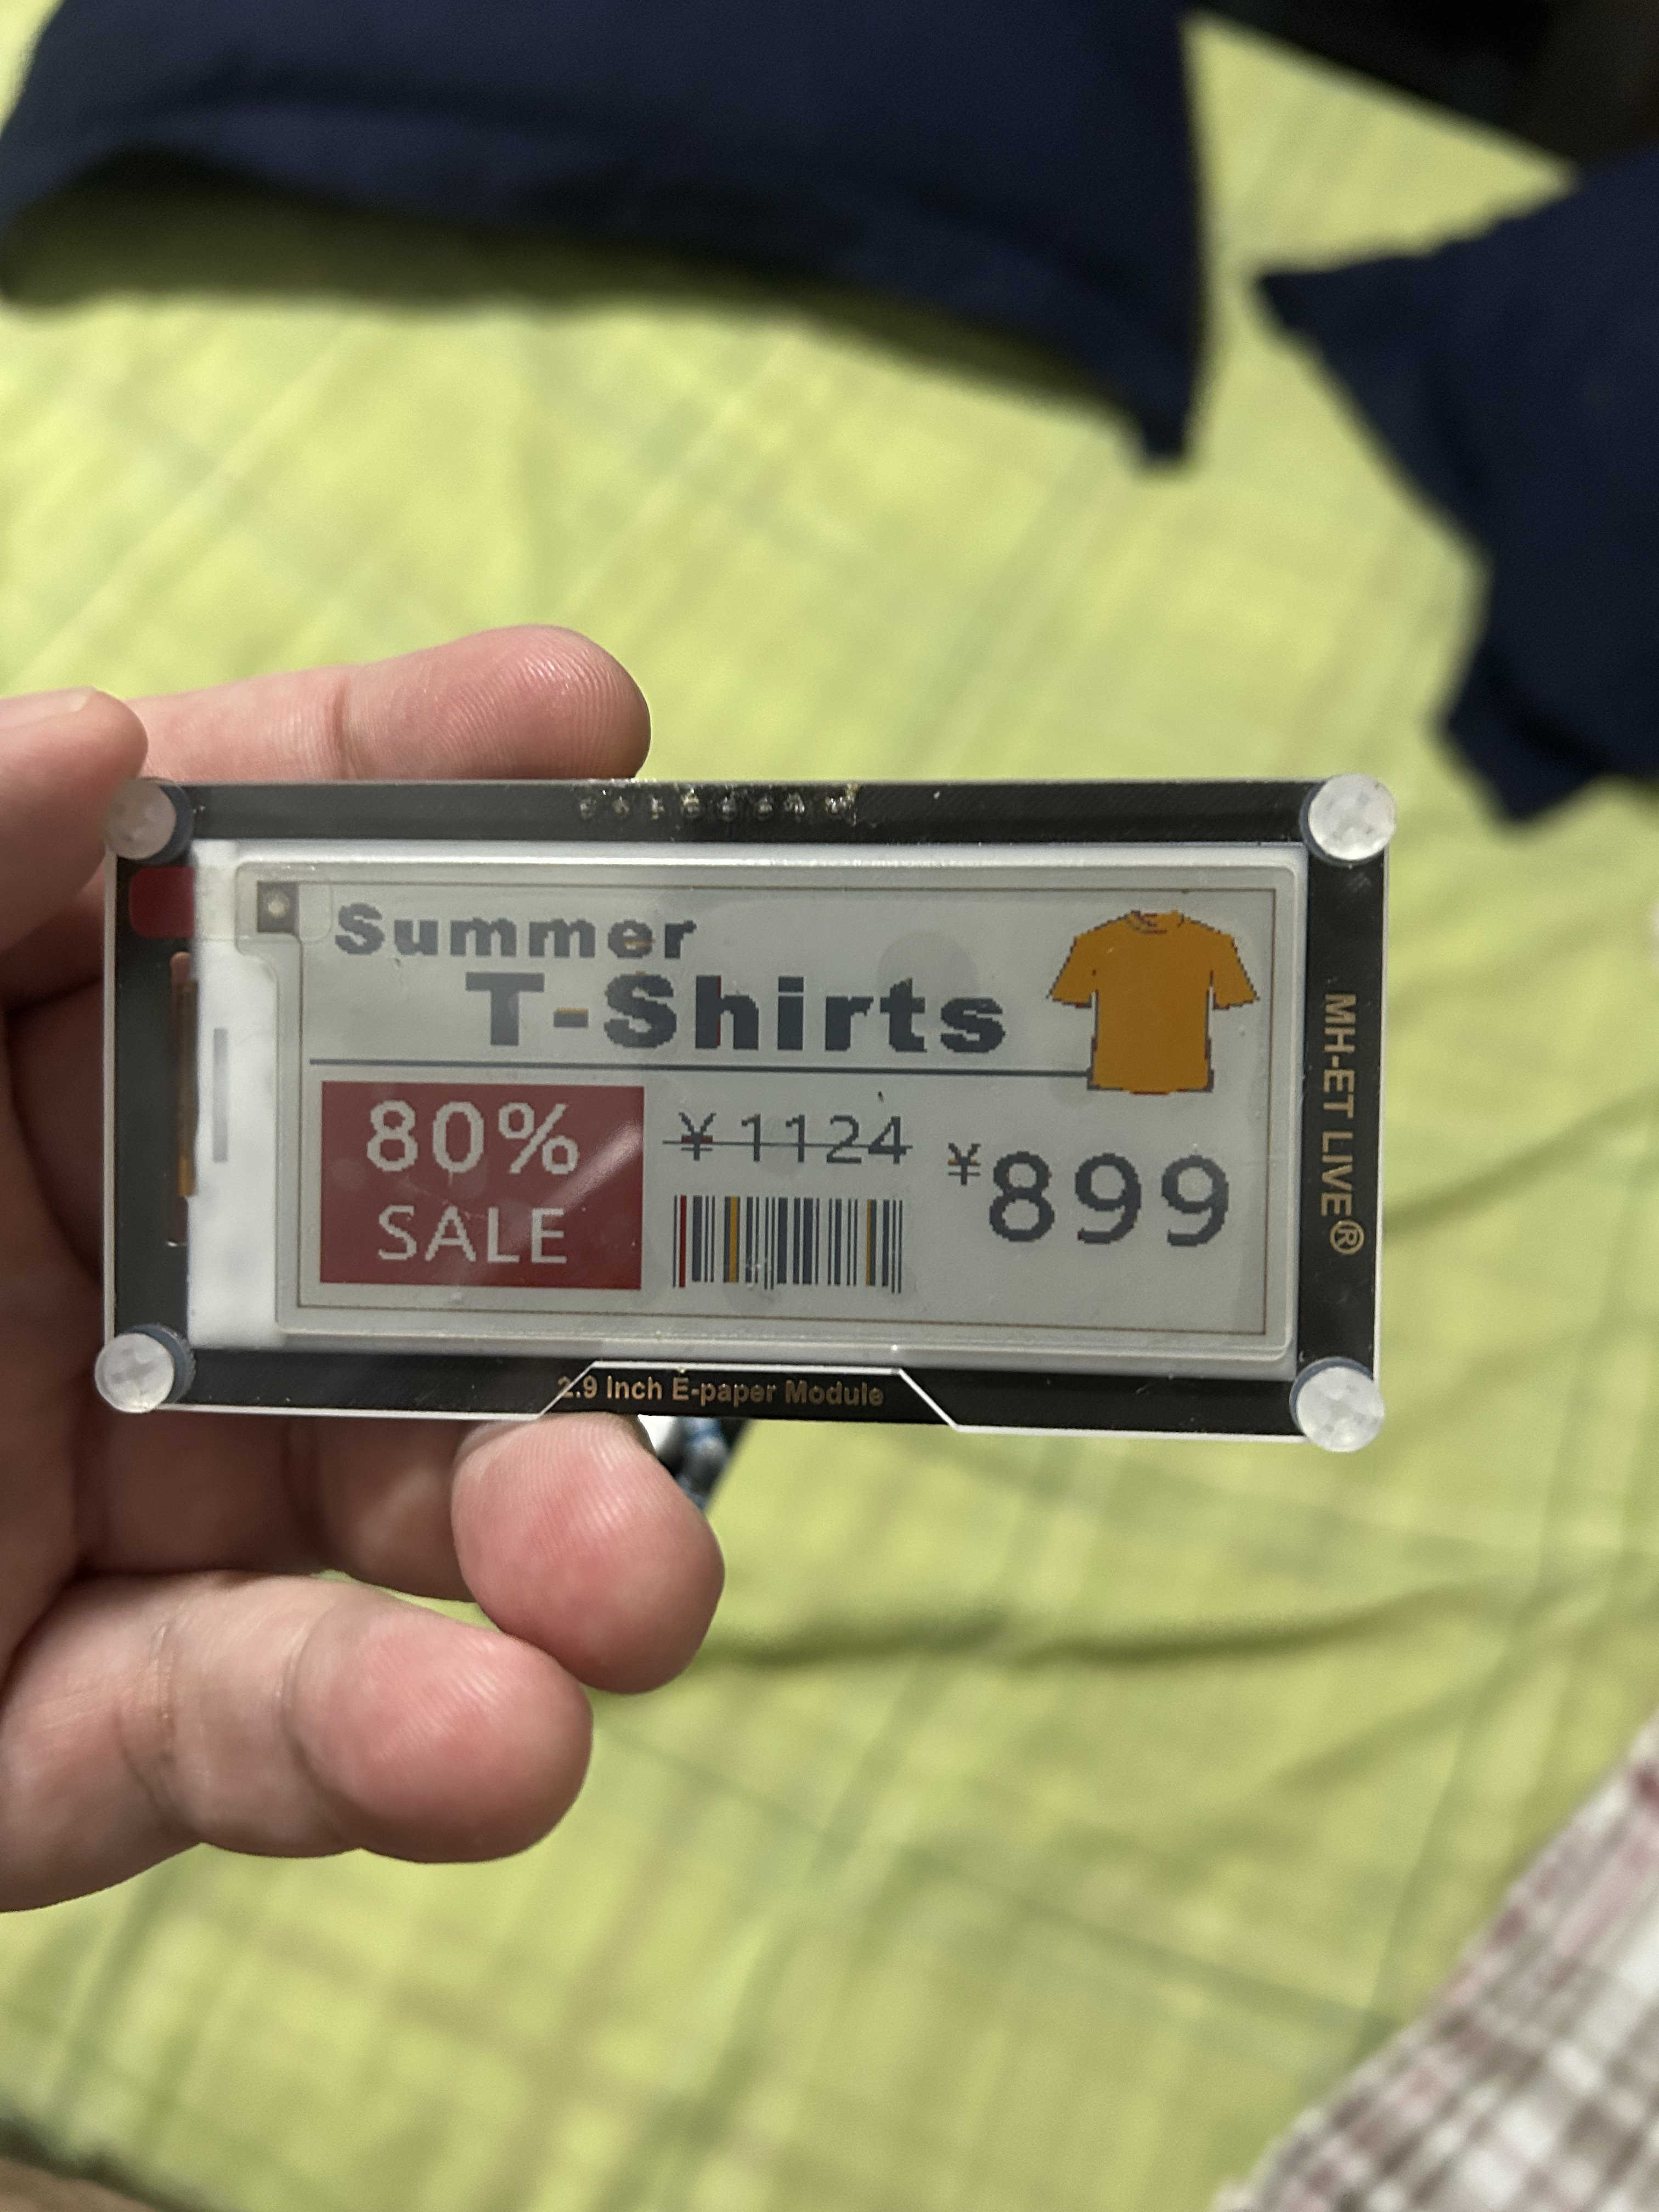 Summer
T-Shirts
80%
SALE
¥1124
¥899
MH-ET LIVE®
2.9 Inch E-paper Module